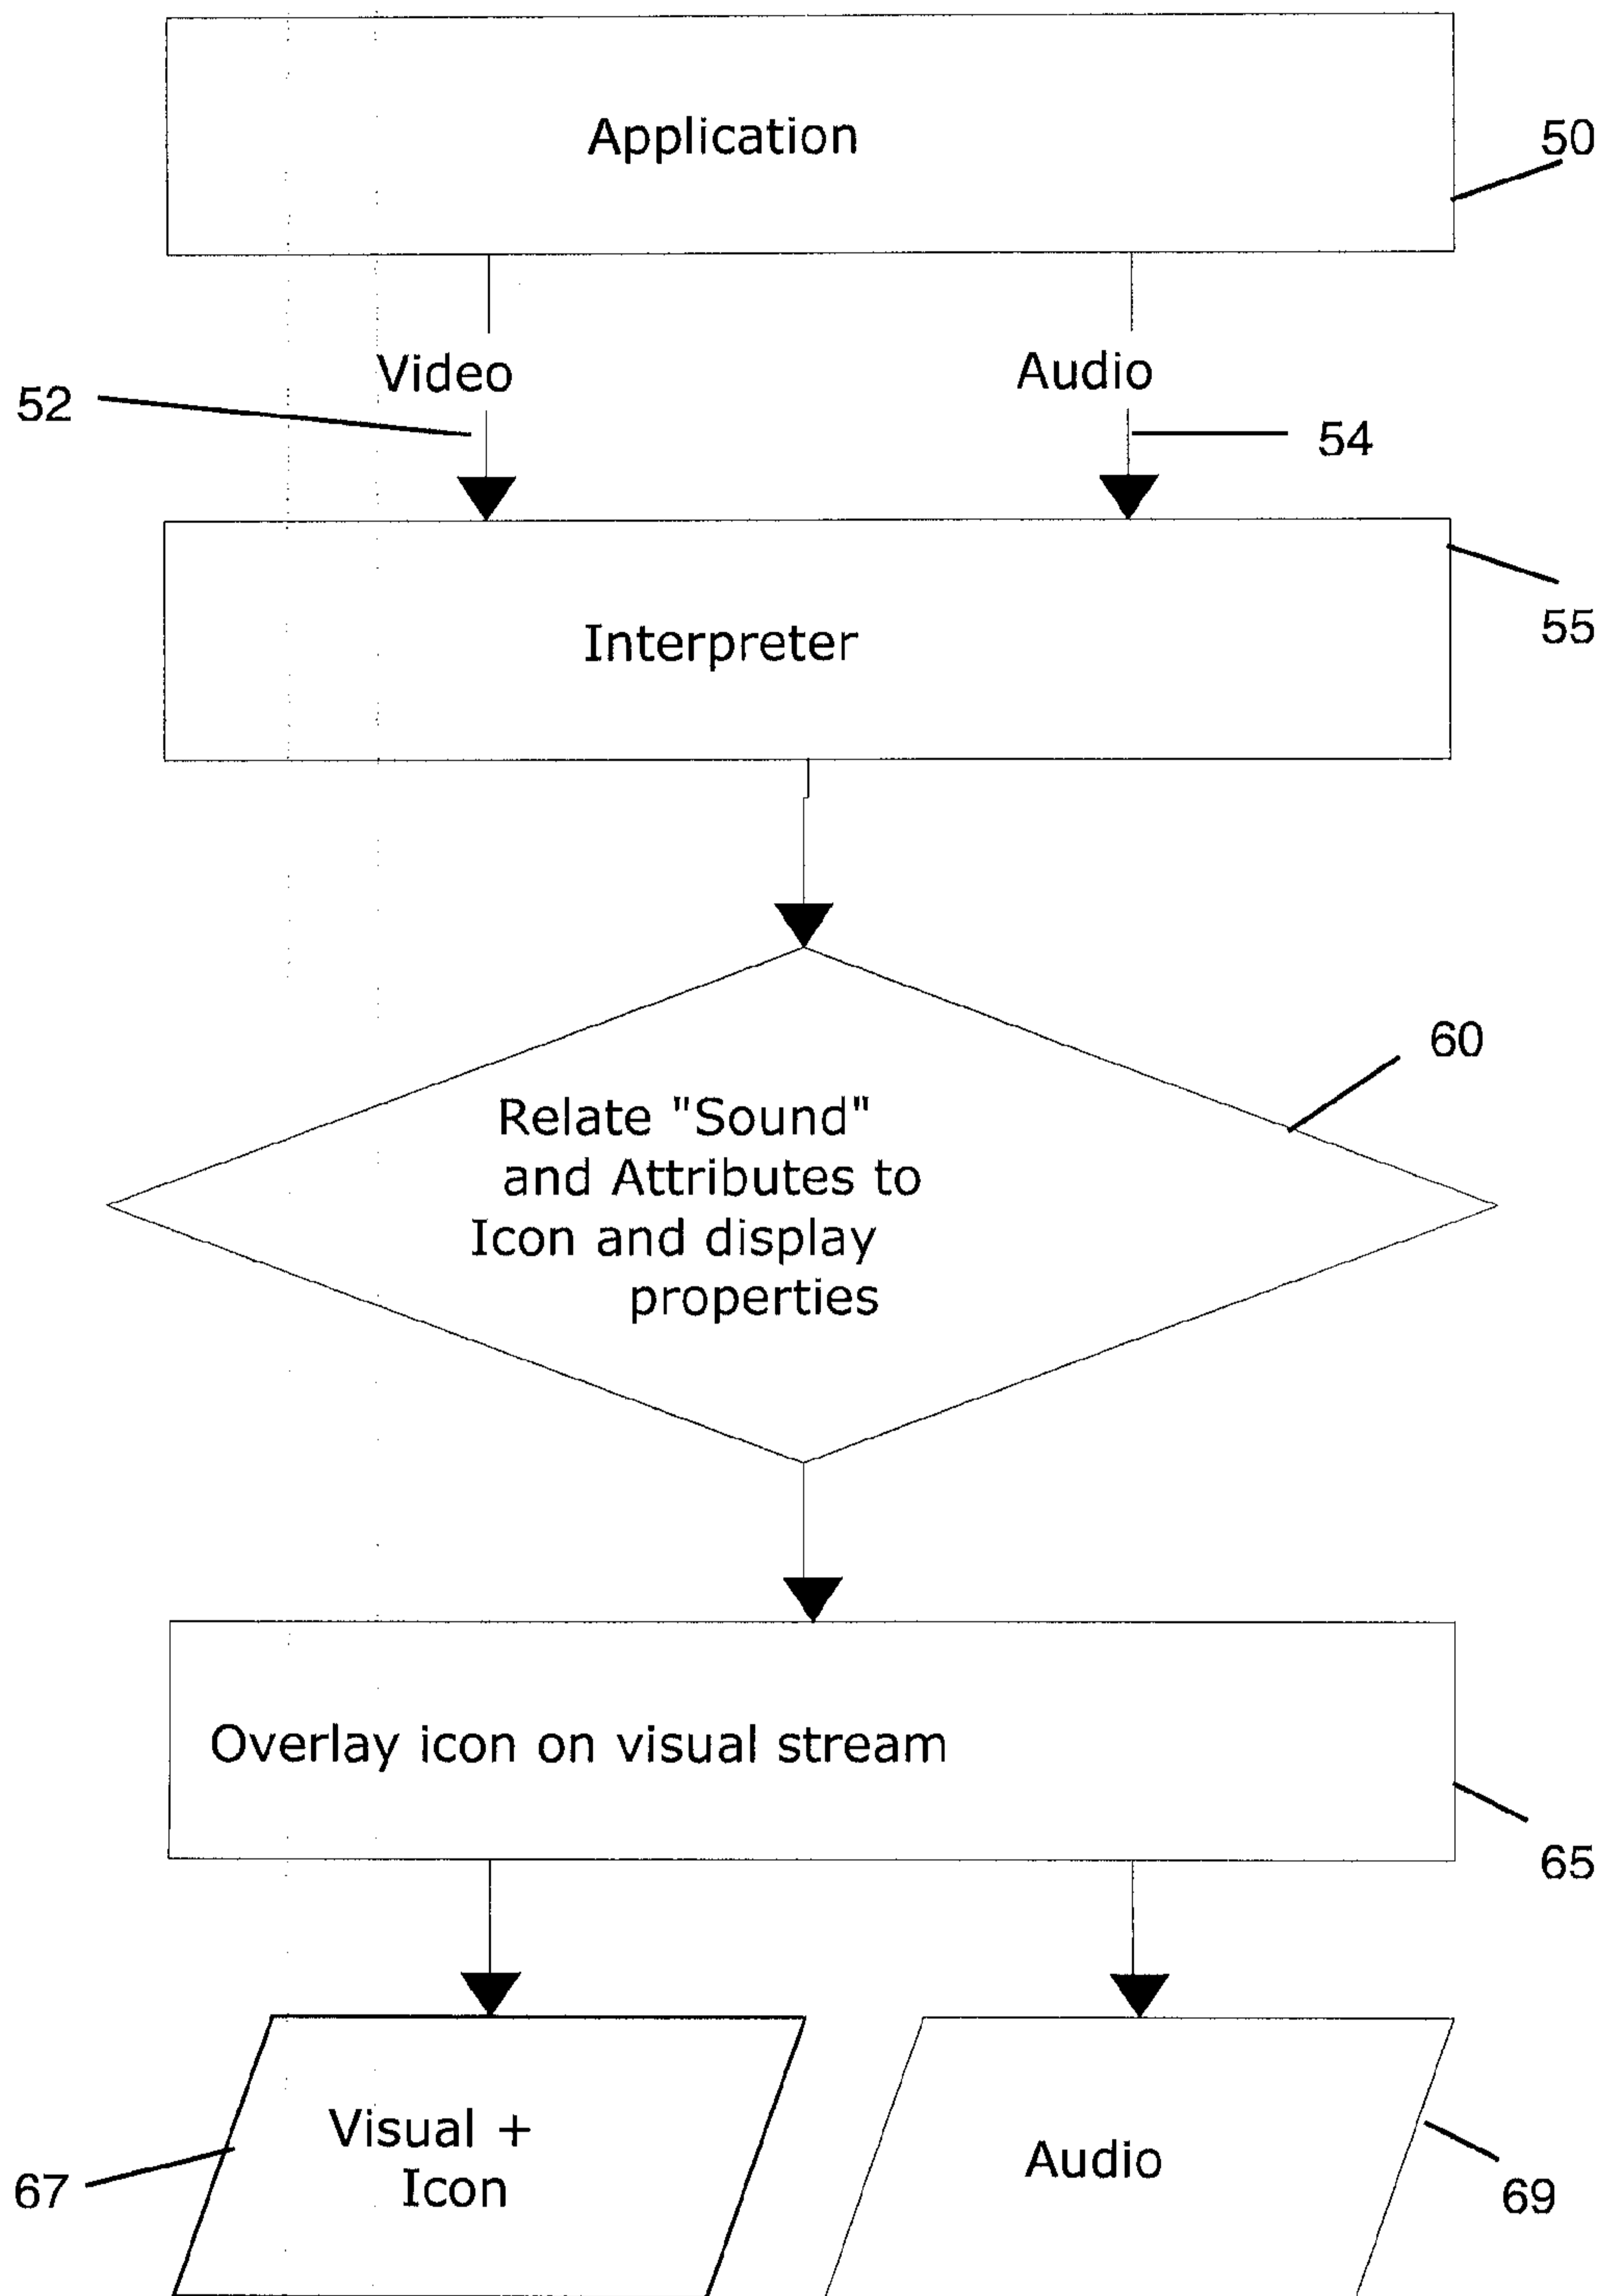 Application
50
Video
Audio
52
54
Interpreter
55
60
Relate "Sound"
and Attributes to
Icon and display
properties
Overlay icon on visual stream
65
Visual +
Icon
Audio
67
69